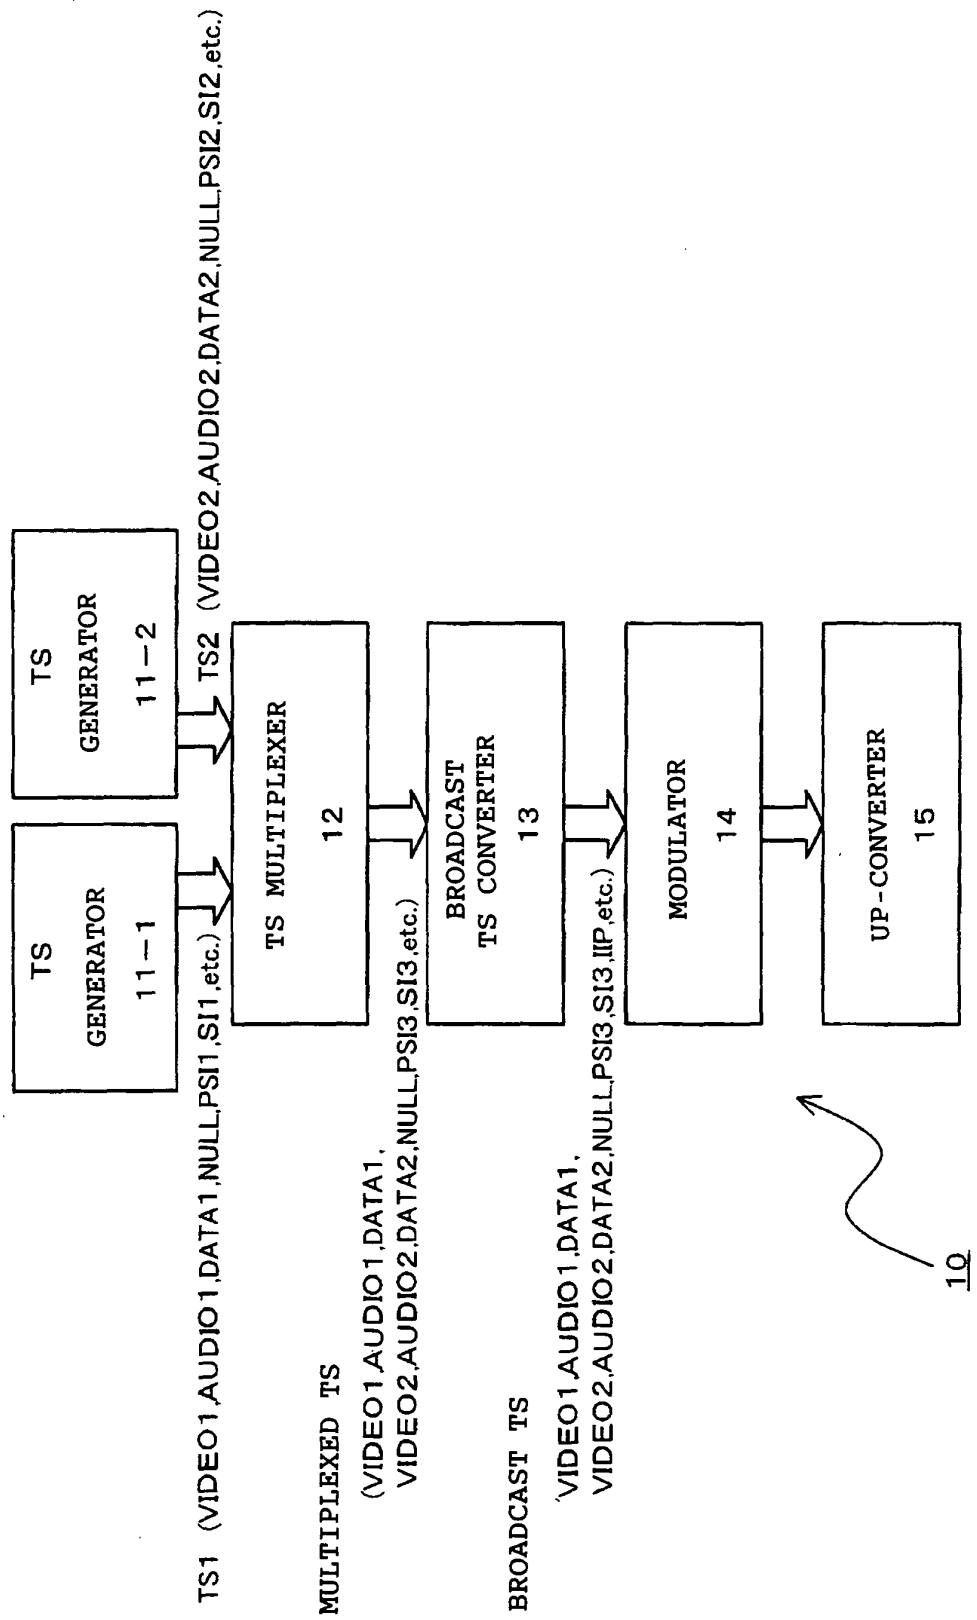 TS
GENERATOR
11-1
TS
GENERATOR
11-2
TS1 (VIDEO1,AUDIO1,DATA1,NULL,PSI1,SI1,etc.)
TS2 (VIDEO2,AUDIO2,DATA2,NULL,PSI2,SI2,etc.)
TS MULTIPLEXER
12
MULTIPLEXED TS
(VIDEO1,AUDIO1,DATA1,
VIDEO2,AUDIO2,DATA2,NULL,PSI3,SI3,etc.)
BROADCAST
TS CONVERTER
13
BROADCAST TS
(VIDEO1,AUDIO1,DATA1,
VIDEO2,AUDIO2,DATA2,NULL,PSI3,SI3,IIP,etc.)
MODULATOR
14
UP-CONVERTER
15
10